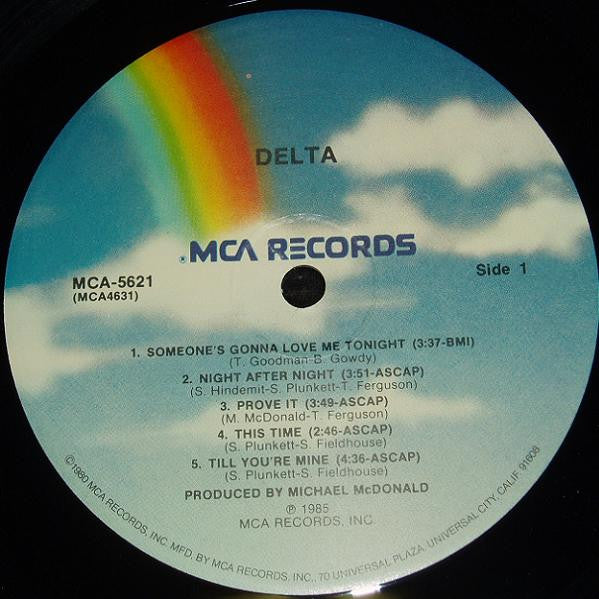 DELTA
MCA RECORDS
MCA-5621
(MCA4631)
Side 1
1. SOMEONE'S GONNA LOVE ME TONIGHT (3:37-BMI)
(T. Goodman-B. Gowdy)
2. NIGHT AFTER NIGHT (3:51-ASCAP)
(S. Hindemit-S. Plunkett-T. Ferguson)
3. PROVE IT (3:49-ASCAP)
(M. McDonald-T. Ferguson)
4. THIS TIME (2:46-ASCAP)
(S. Plunkett-S. Fieldhouse)
5. TILL YOU'RE MINE (4:36-ASCAP)
(S. Plunkett-S. Fieldhouse)
PRODUCED BY MICHAEL McDONALD
℗ 1985
MCA RECORDS, INC.
©1980 MCA RECORDS, INC. MFD. BY MCA RECORDS, INC., 70 UNIVERSAL PLAZA, UNIVERSAL CITY, CALIF. 91608